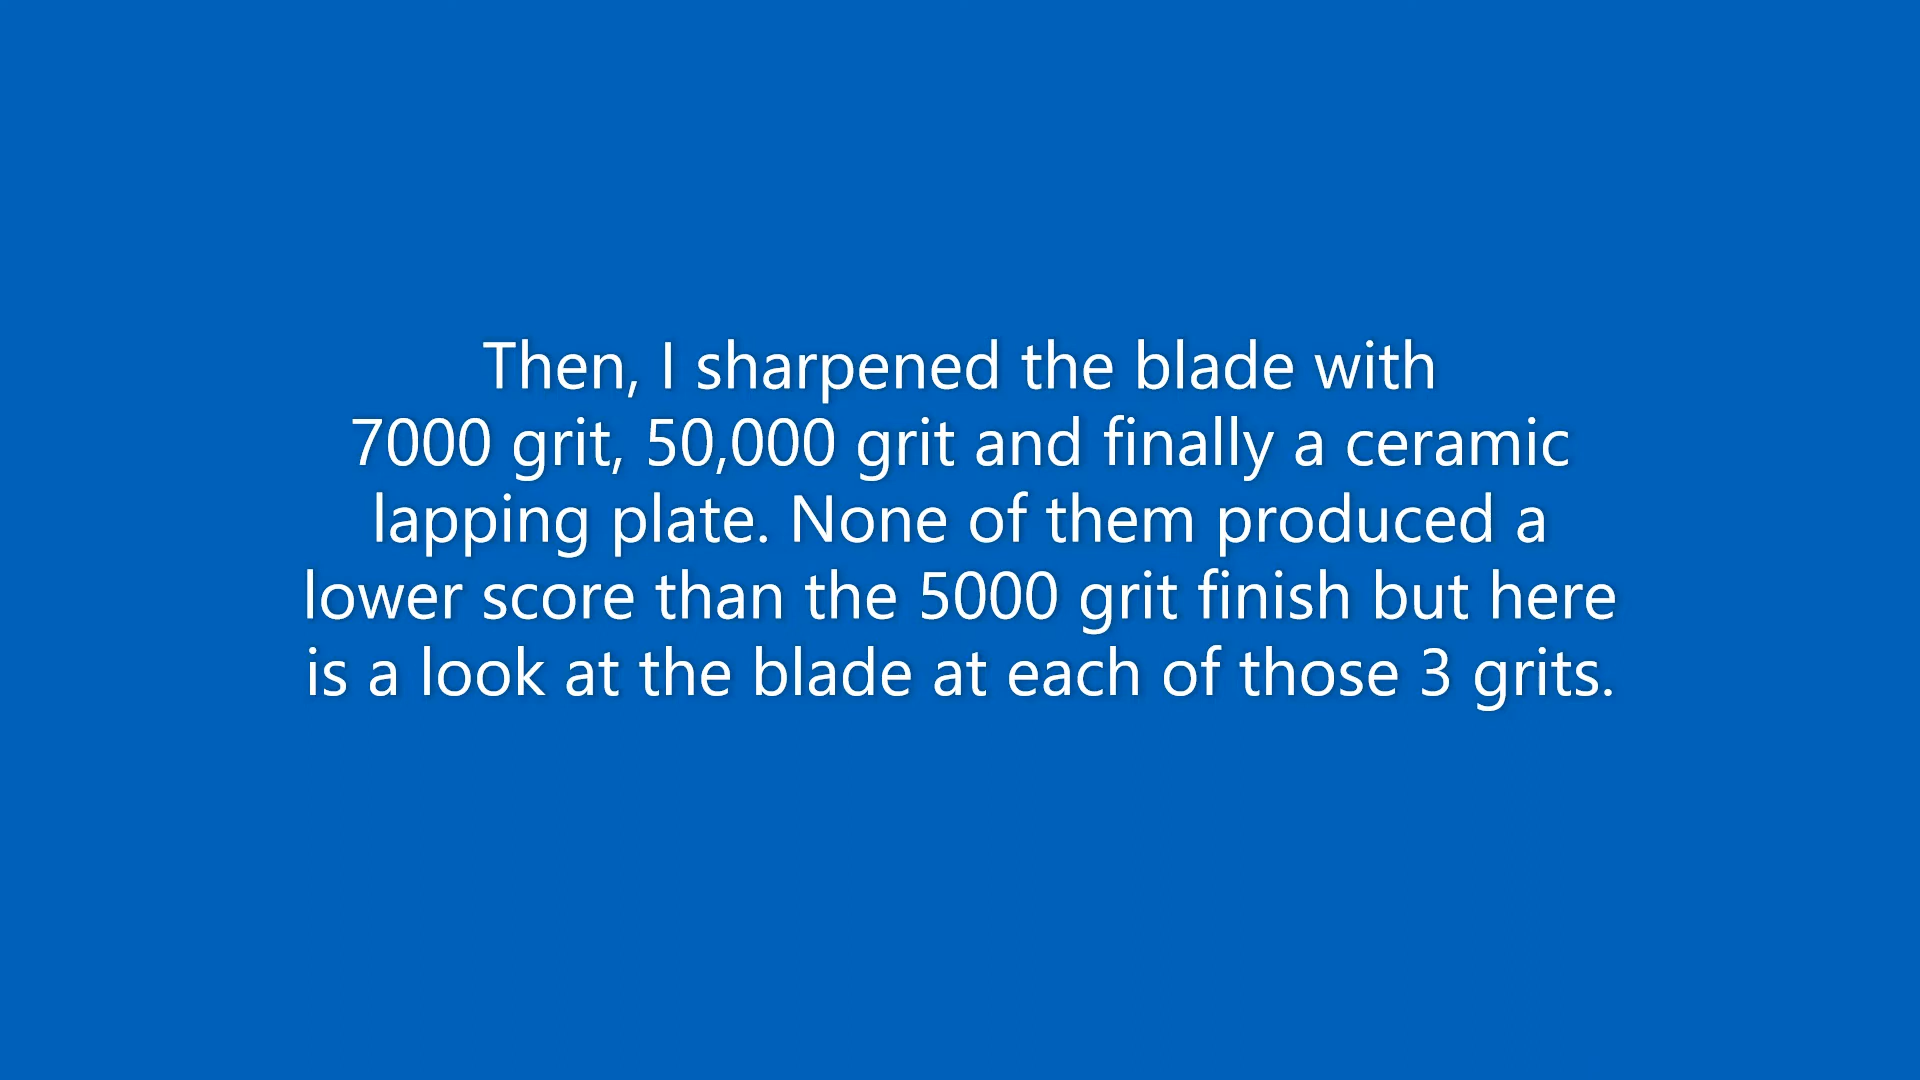 Then, I sharpened the blade with
7000 grit, 50,000 grit and finally a ceramic
lapping plate. None of them produced a
lower score than the 5000 grit finish but here
is a look at the blade at each of those 3 grits.